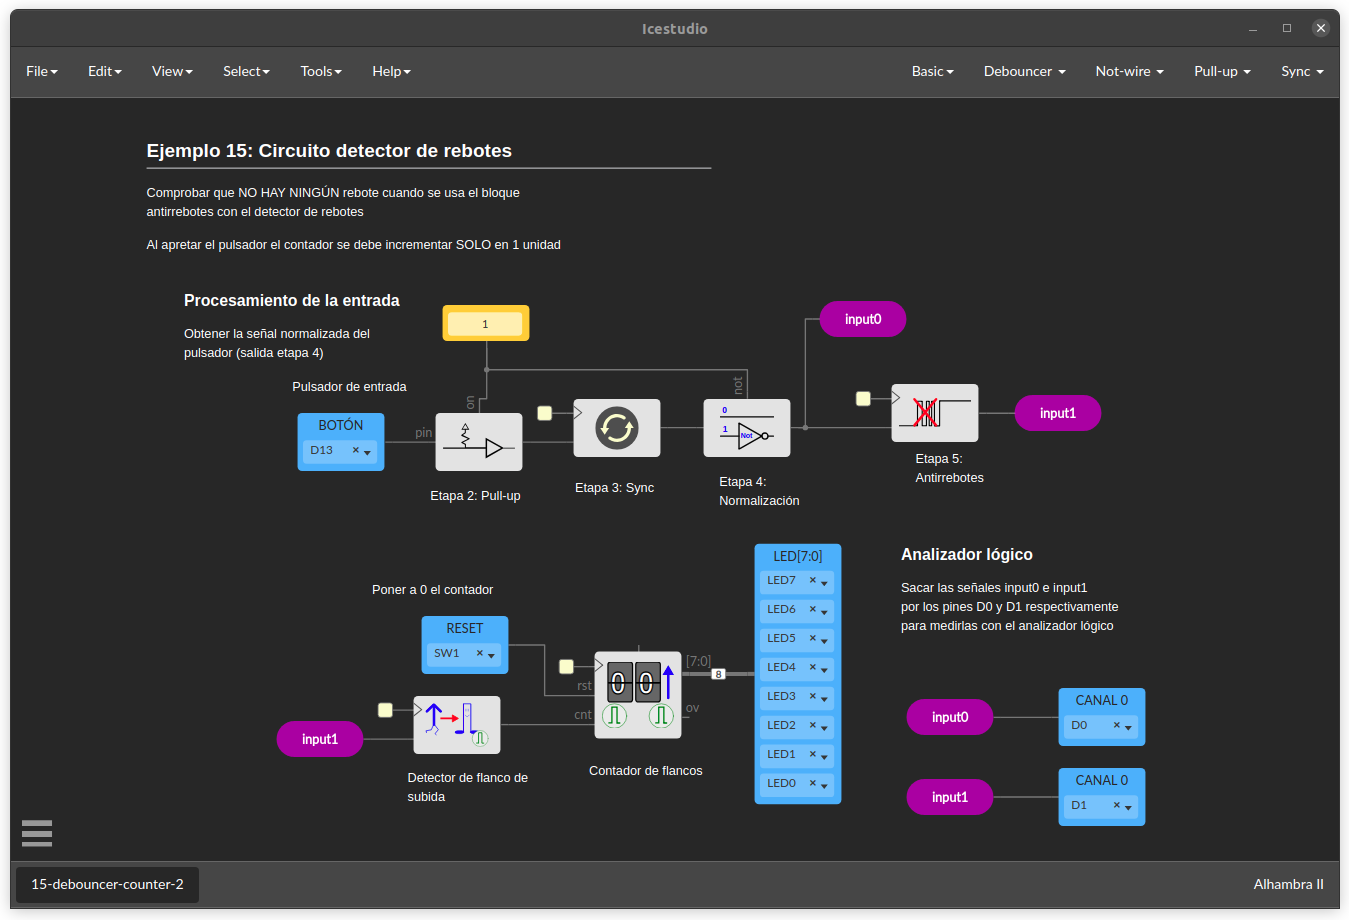 Icestudio
File Edit View Select Tools Help Basic Debouncer Not-wire Pull-up Sync
Ejemplo 15: Circuito detector de rebotes
Comprobar que NO HAY NINGÚN rebote cuando se usa el bloque
antirrebotes con el detector de rebotes
Al apretar el pulsador el contador se debe incrementar SOLO en 1 unidad
Procesamiento de la entrada
Obtener la señal normalizada del
pulsador (salida etapa 4)
1
input0
Pulsador de entrada
BOTÓN
D13 ×
pin
on
not
0
1
Not
input1
Etapa 2: Pull-up
Etapa 3: Sync
Etapa 4:
Normalización
Etapa 5:
Antirrebotes
Poner a 0 el contador
RESET
SW1 ×
input1
Detector de flanco de
subida
rst
cnt
0 0
[7:0]
8
ov
Contador de flancos
LED[7:0]
LED7 ×
LED6 ×
LED5 ×
LED4 ×
LED3 ×
LED2 ×
LED1 ×
LED0 ×
Analizador lógico
Sacar las señales input0 e input1
por los pines D0 y D1 respectivamente
para medirlas con el analizador lógico
input0
CANAL 0
D0 ×
input1
CANAL 0
D1 ×
15-debouncer-counter-2
Alhambra II